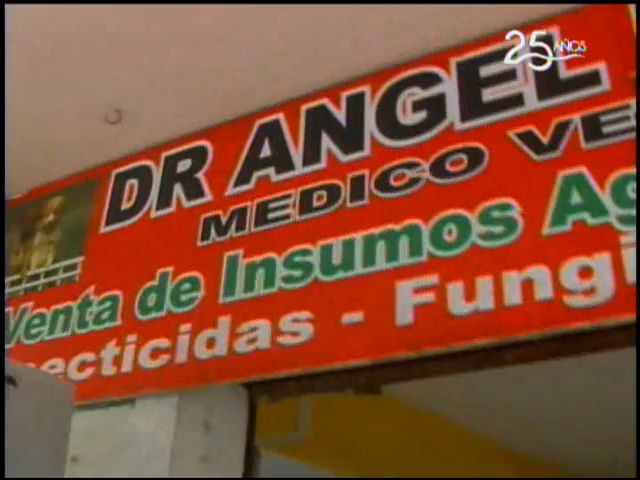 25 AÑOS
DR ANGEL
MEDICO VE
Venta de Insumos Ag
ecticidas - Fungi